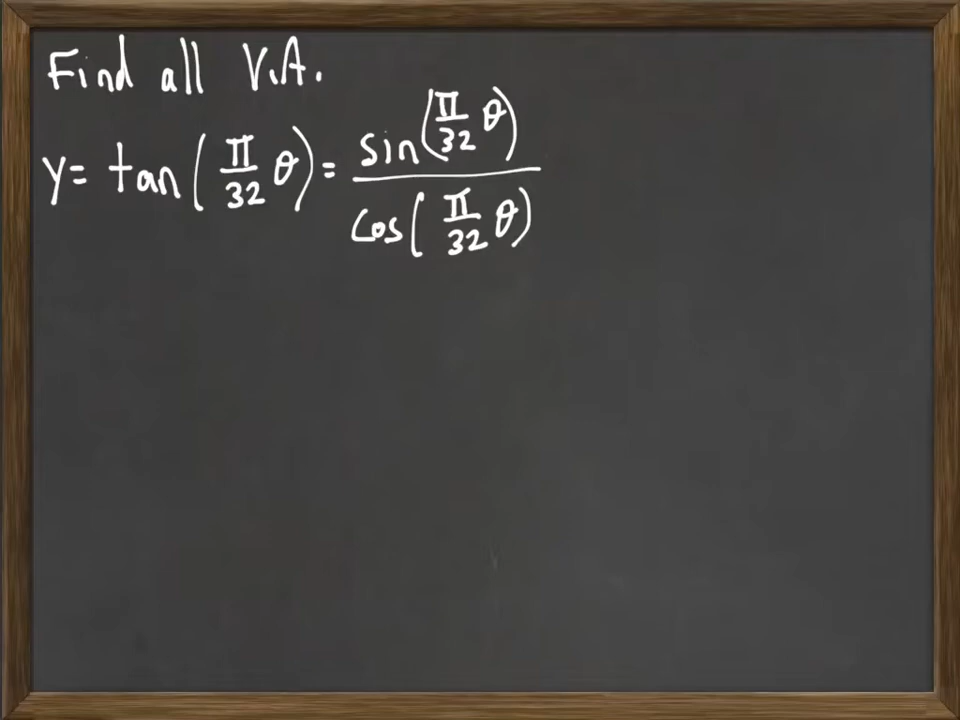 Find all V.A.
y = tan(π/32 θ) = sin(π/32 θ) / cos(π/32 θ)